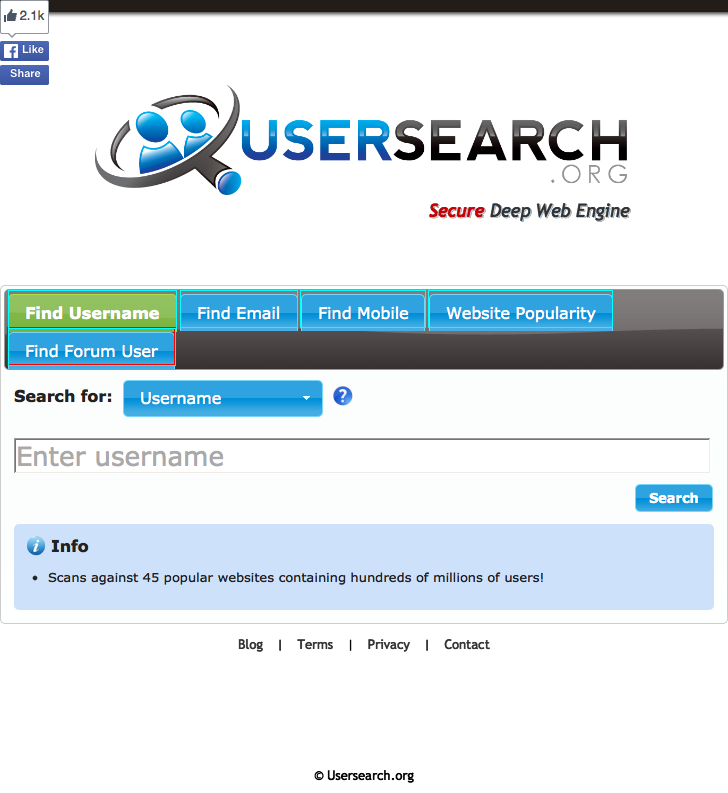 2.1k
Like
Share
USERSEARCH
.ORG
Secure Deep Web Engine
Find Username Find Email Find Mobile Website Popularity
Find Forum User
Search for: Username ?
Enter username
Search
i Info
• Scans against 45 popular websites containing hundreds of millions of users!
Blog | Terms | Privacy | Contact
© Usersearch.org